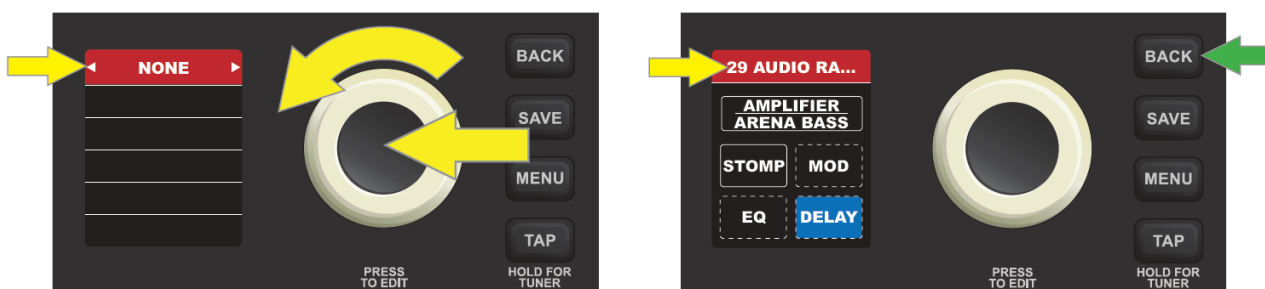 NONE
BACK
SAVE
MENU
TAP
PRESS
TO EDIT
HOLD FOR
TUNER
29 AUDIO RA...
AMPLIFIER
ARENA BASS
STOMP
MOD
EQ
DELAY
BACK
SAVE
MENU
TAP
PRESS
TO EDIT
HOLD FOR
TUNER